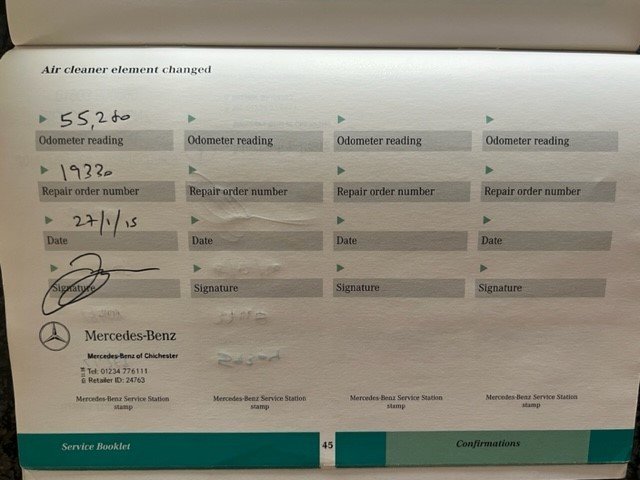 Air cleaner element changed
55,280
Odometer reading Odometer reading Odometer reading Odometer reading
19330
Repair order number Repair order number Repair order number Repair order number
27/1/15
Date Date Date Date
Signature Signature Signature Signature
Mercedes-Benz
Mercedes-Benz of Chichester
Tel: 01234 776111
Retailer ID: 24763
Mercedes-Benz Service Station Mercedes-Benz Service Station Mercedes-Benz Service Station Mercedes-Benz Service Station
stamp stamp stamp stamp
Service Booklet 45 Confirmations